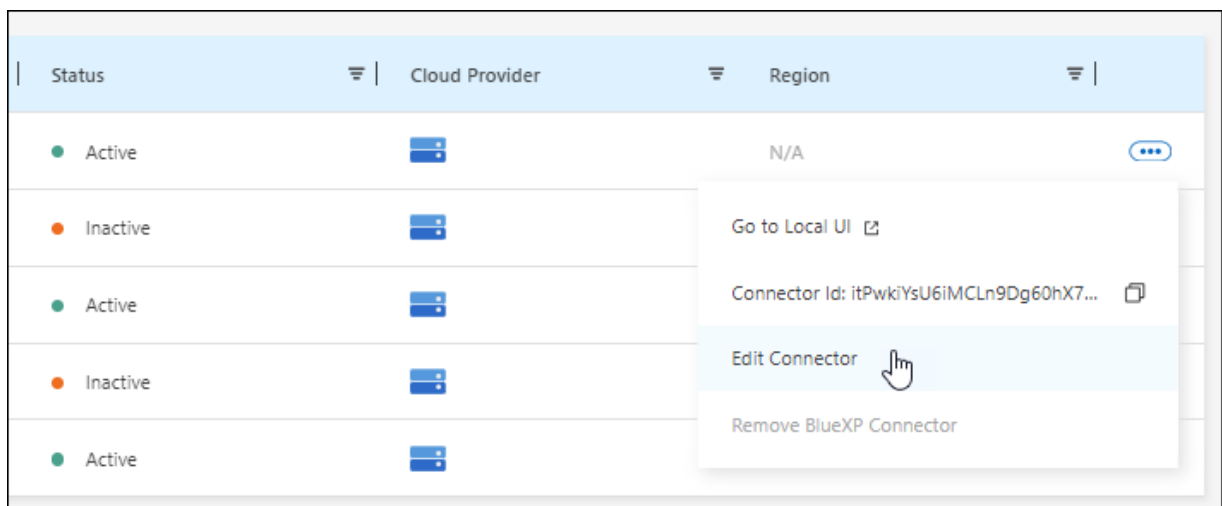 Status Cloud Provider Region
Active N/A
Go to Local UI
Inactive
Connector Id: itPwkiYsU6iMCLn9Dg60hX7...
Active
Edit Connector
Inactive
Remove BlueXP Connector
Active